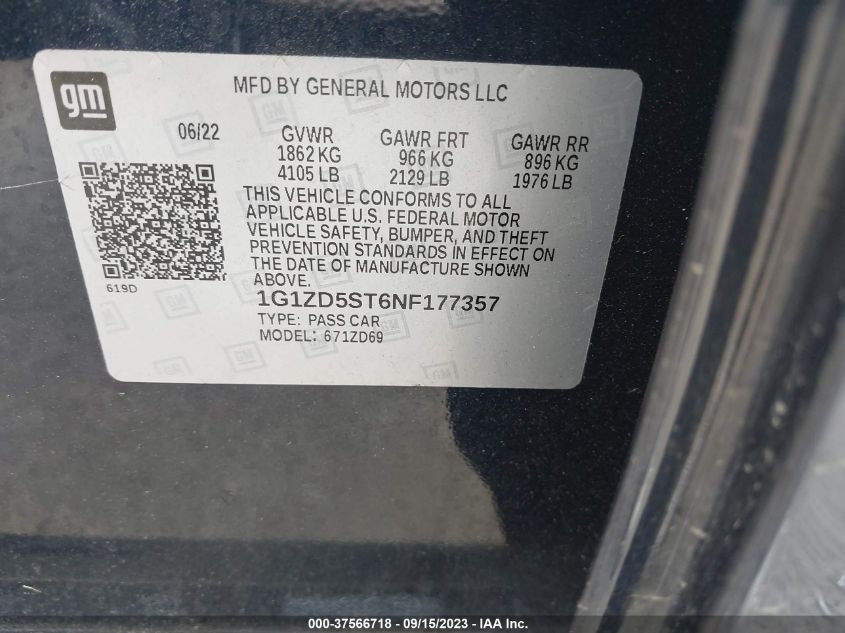 gm
MFD BY GENERAL MOTORS LLC
06/22 GVWR GAWR FRT GAWR RR
1862 KG 966 KG 896 KG
4105 LB 2129 LB 1976 LB
THIS VEHICLE CONFORMS TO ALL
APPLICABLE U.S. FEDERAL MOTOR
VEHICLE SAFETY, BUMPER, AND THEFT
PREVENTION STANDARDS IN EFFECT ON
THE DATE OF MANUFACTURE SHOWN
ABOVE.
619D
1G1ZD5ST6NF177357
TYPE: PASS CAR
MODEL: 671ZD69
000-37566718 - 09/15/2023 - IAA Inc.